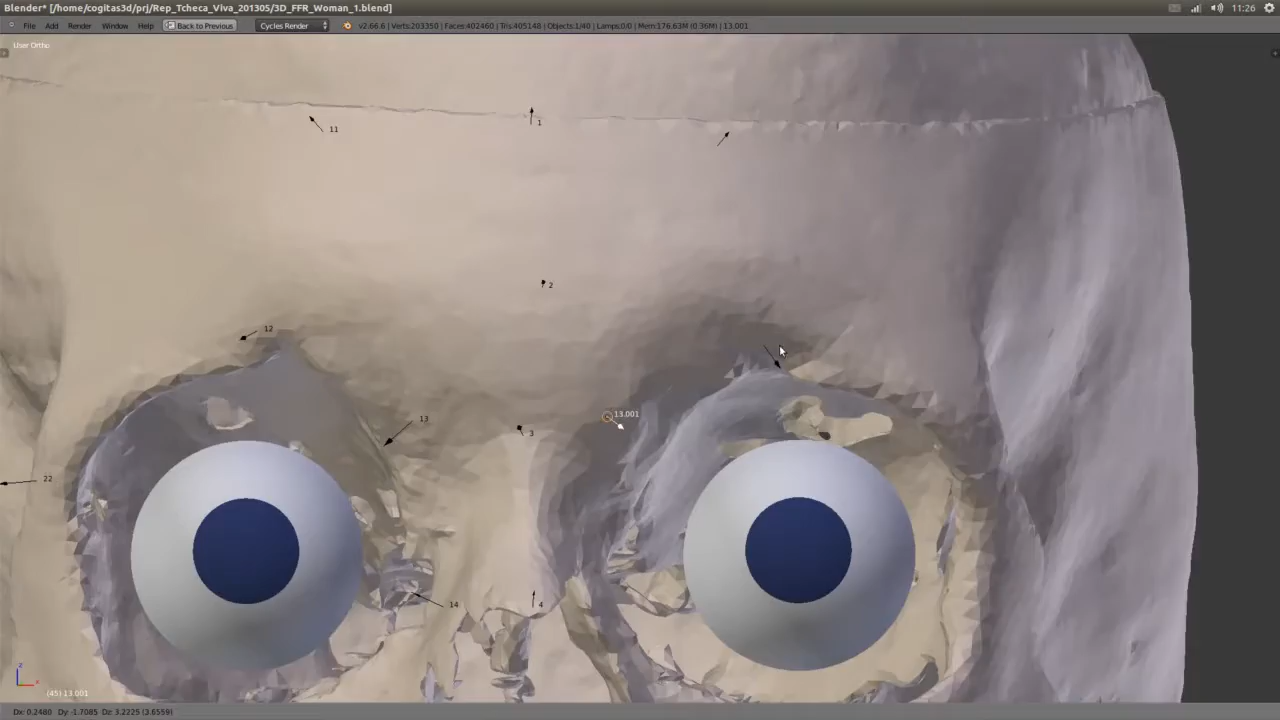 Blender* [/home/cogitas3d/prj/Rep_Tcheca_Viva_201305/3D_FFR_Woman_1.blend]
11:26
File Add Render Window Help Back to Previous Cycles Render v2.66.6 | Verts:203350 | Faces:402460 | Tris:405148 | Objects:1/40 | Lamps:0/0 | Mem:176.63M (0.36M) | 13.001
User Ortho
1
11
2
12
13.001
13
3
22
14
4
z
x
(45) 13.001
Dx: 0.2480 Dy: -1.7085 Dz: 3.2225 (3.6559)